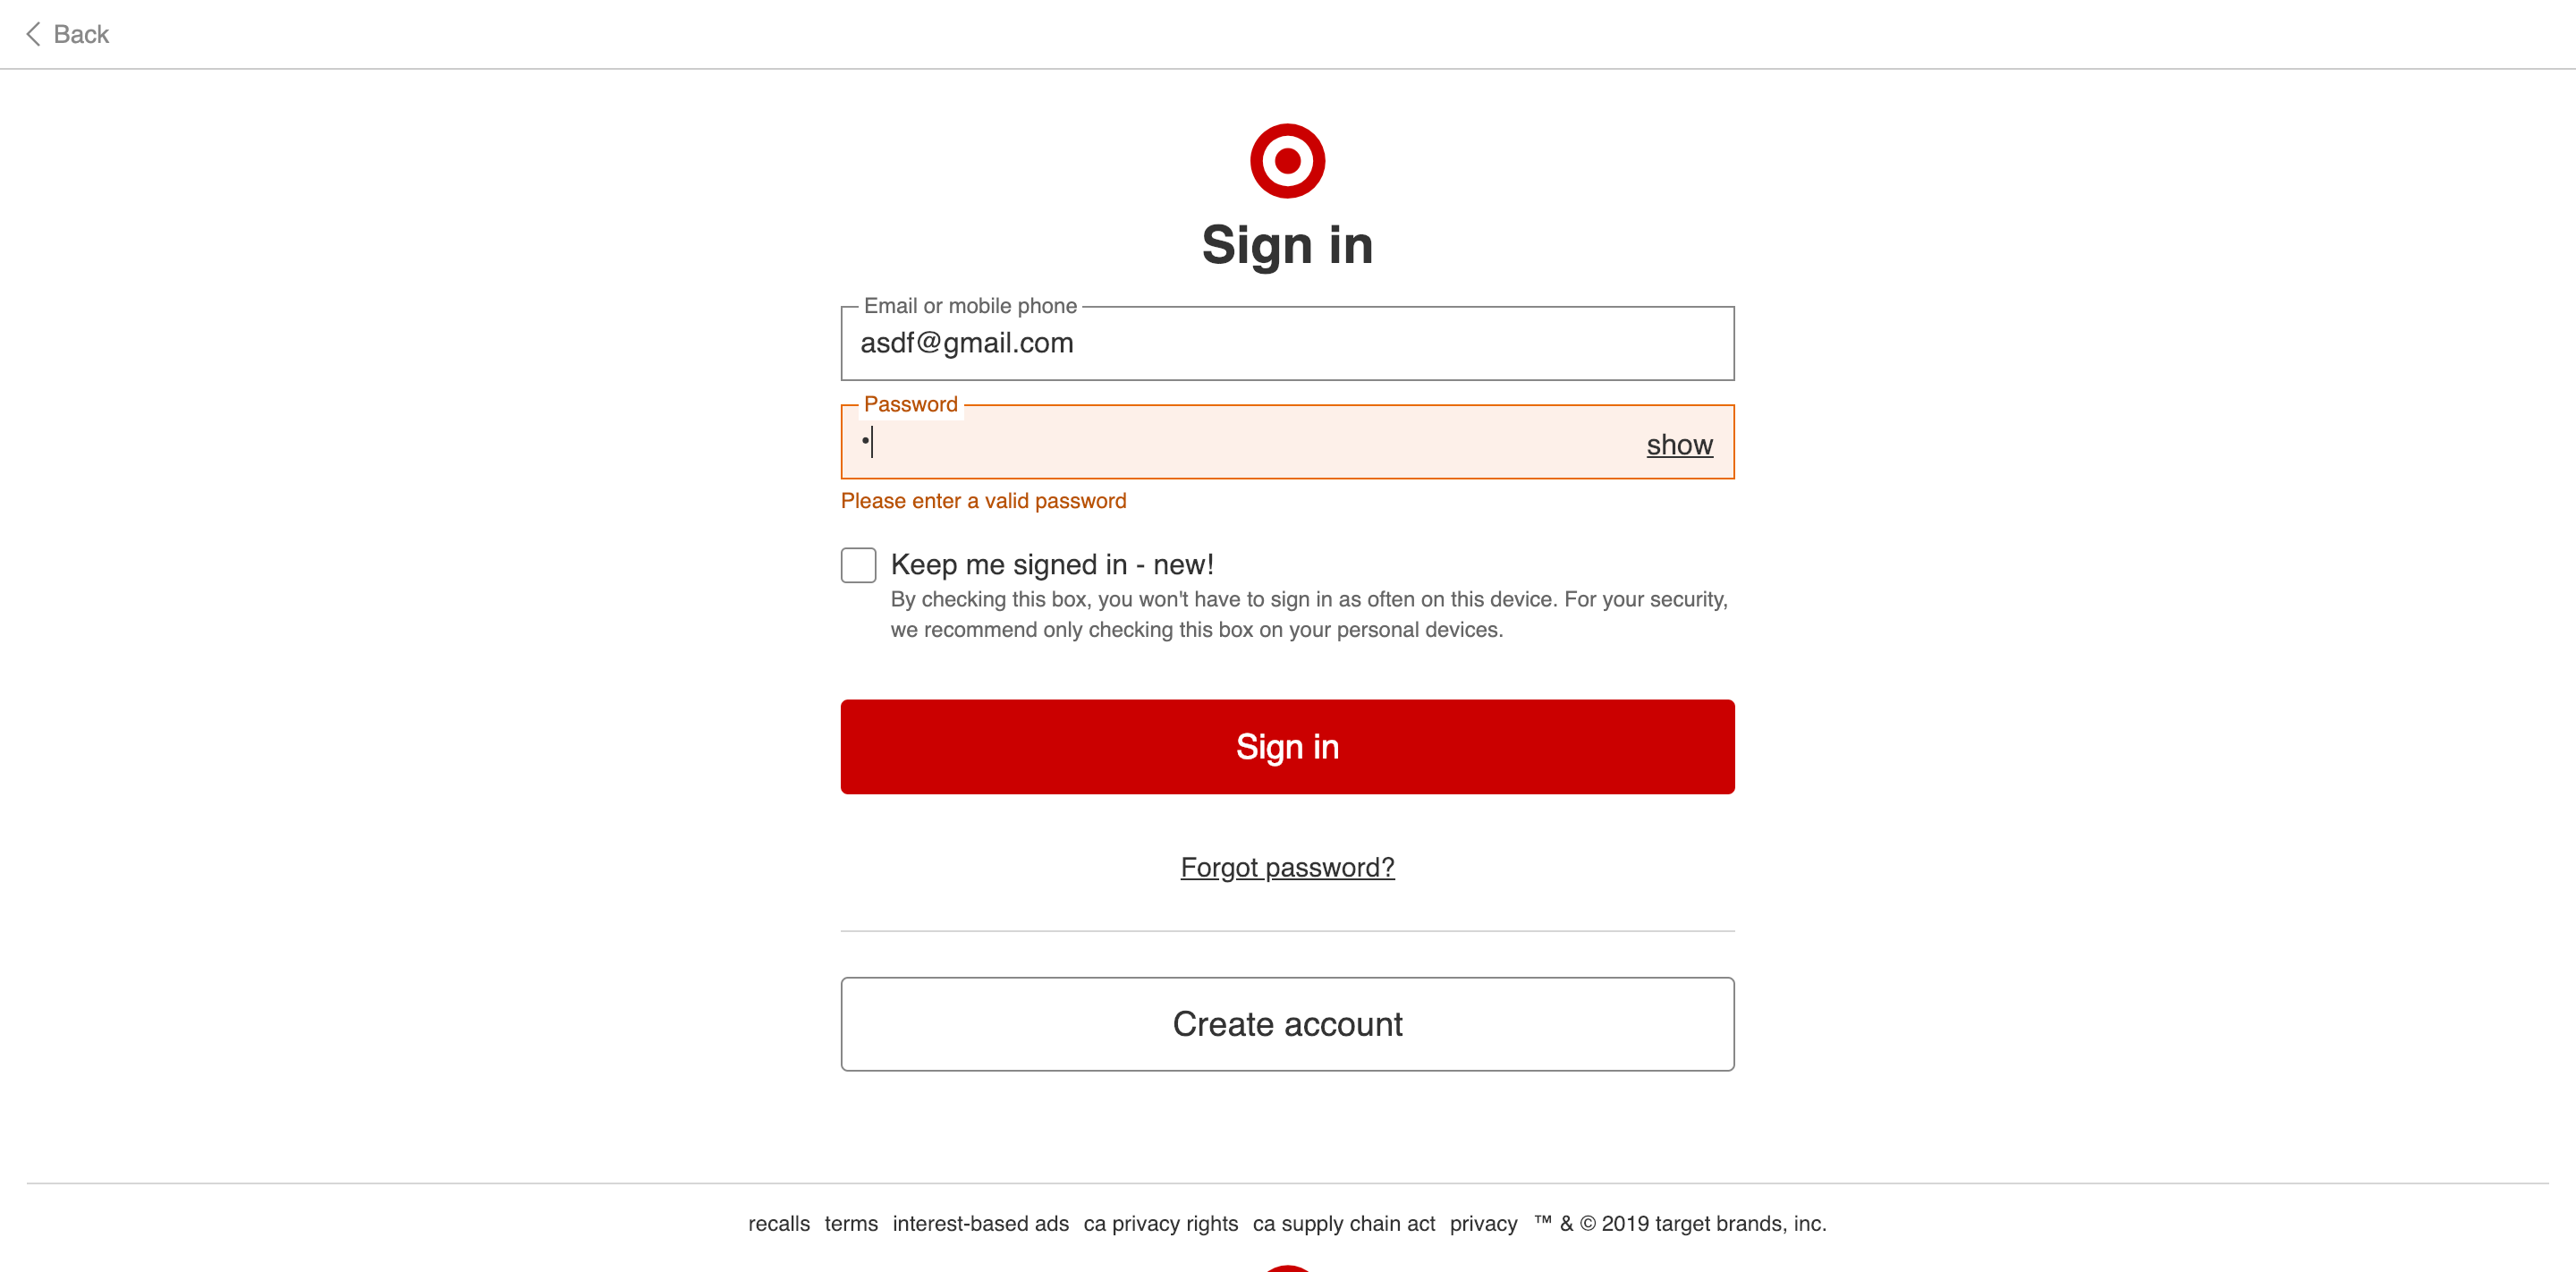 Back
Sign in
Email or mobile phone
asdf@gmail.com
Password
•
show
Please enter a valid password
Keep me signed in - new!
By checking this box, you won't have to sign in as often on this device. For your security,
we recommend only checking this box on your personal devices.
Sign in
Forgot password?
Create account
recalls terms interest-based ads ca privacy rights ca supply chain act privacy ™ & © 2019 target brands, inc.